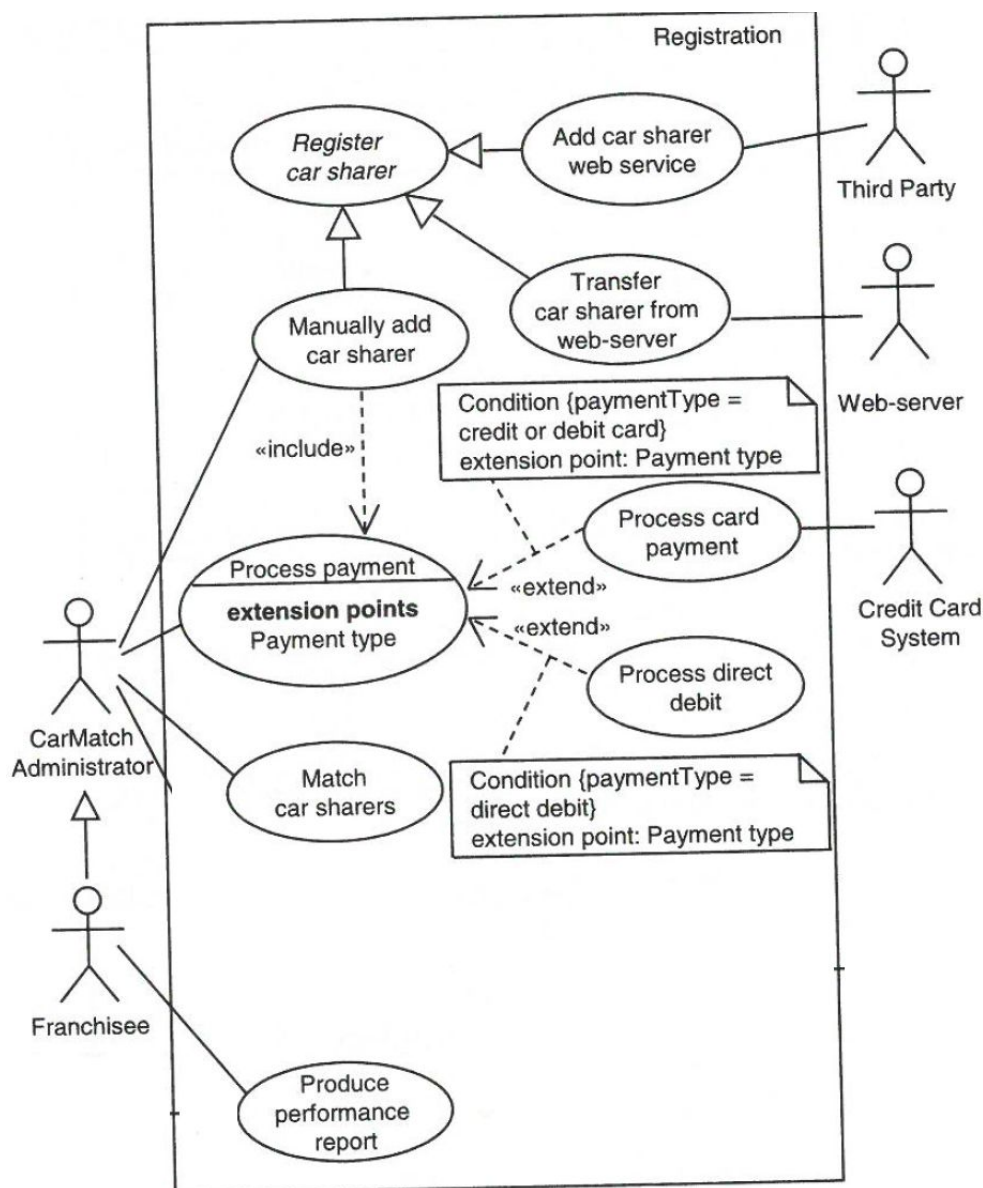 Registration
Register
car sharer
Add car sharer
web service
Third Party
Transfer
car sharer from
web-server
Manually add
car sharer
Web-server
Condition {paymentType =
credit or debit card}
extension point: Payment type
«include»
Process card
payment
Process payment
«extend»
extension points
Payment type
«extend»
Credit Card
System
Process direct
debit
CarMatch
Administrator
Match
car sharers
Condition {paymentType =
direct debit}
extension point: Payment type
Franchisee
Produce
performance
report